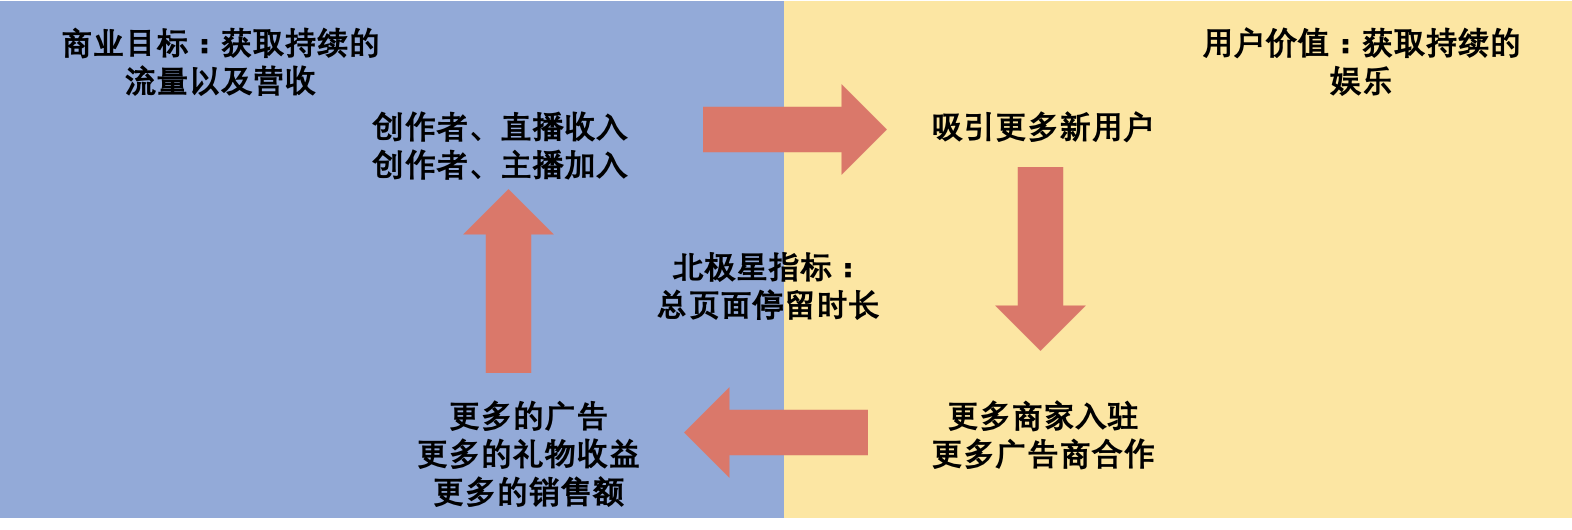 商业目标：获取持续的
流量以及营收
用户价值：获取持续的
娱乐
创作者、直播收入
创作者、主播加入
吸引更多新用户
北极星指标：
总页面停留时长
更多的广告
更多的礼物收益
更多的销售额
更多商家入驻
更多广告商合作